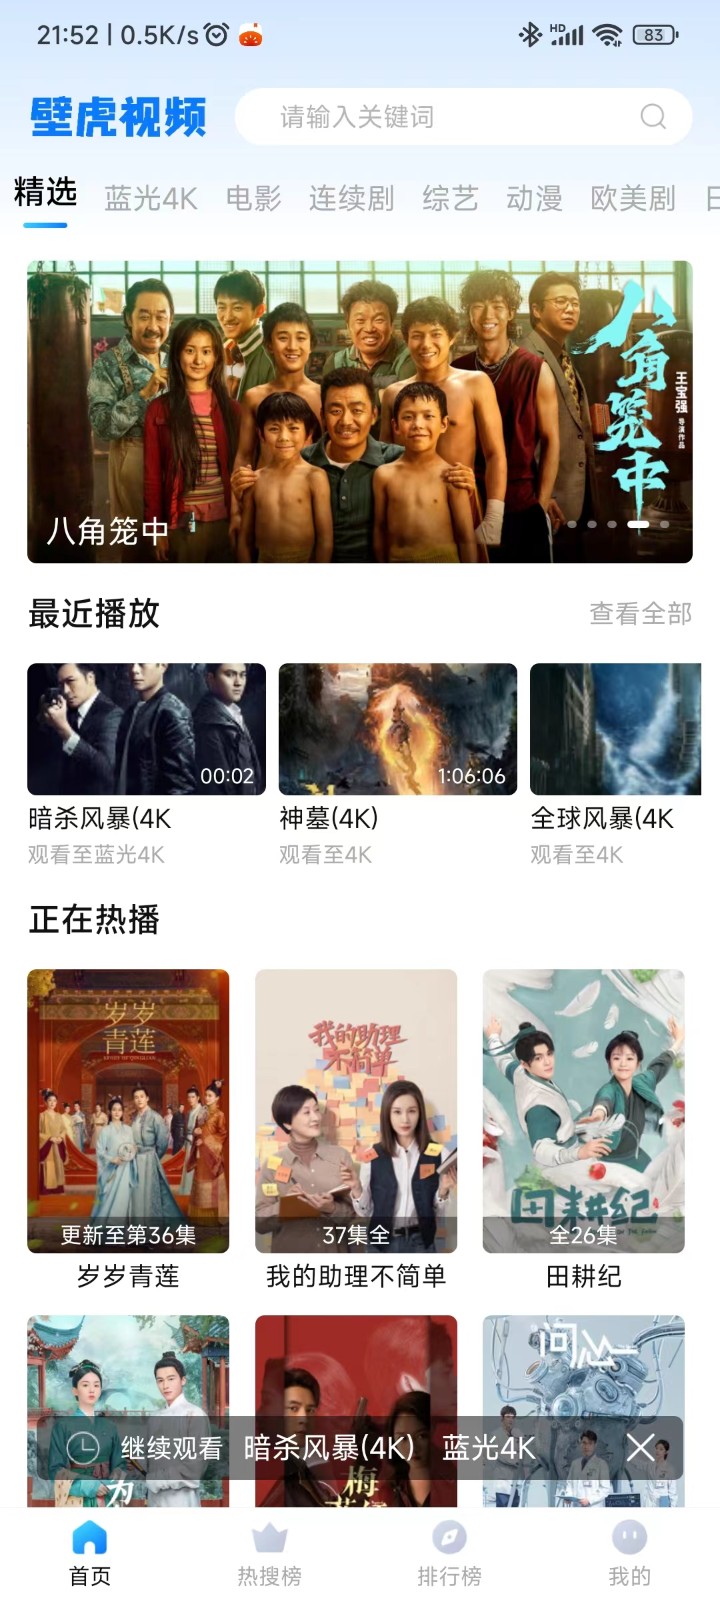 21:52 | 0.5K/s
HD
83
壁虎视频
请输入关键词
精选 蓝光4K 电影 连续剧 综艺 动漫 欧美剧
八角笼中
王宝强 导演作品
八角笼中
最近播放 查看全部
00:02 1:06:06
暗杀风暴(4K 神墓(4K) 全球风暴(4K
观看至蓝光4K 观看至4K 观看至4K
正在热播
岁岁
青莲
我的助理
不简单
田耕纪
更新至第36集 37集全 全26集
岁岁青莲 我的助理不简单 田耕纪
问心
继续观看 暗杀风暴(4K) 蓝光4K
为
梅
首页 热搜榜 排行榜 我的